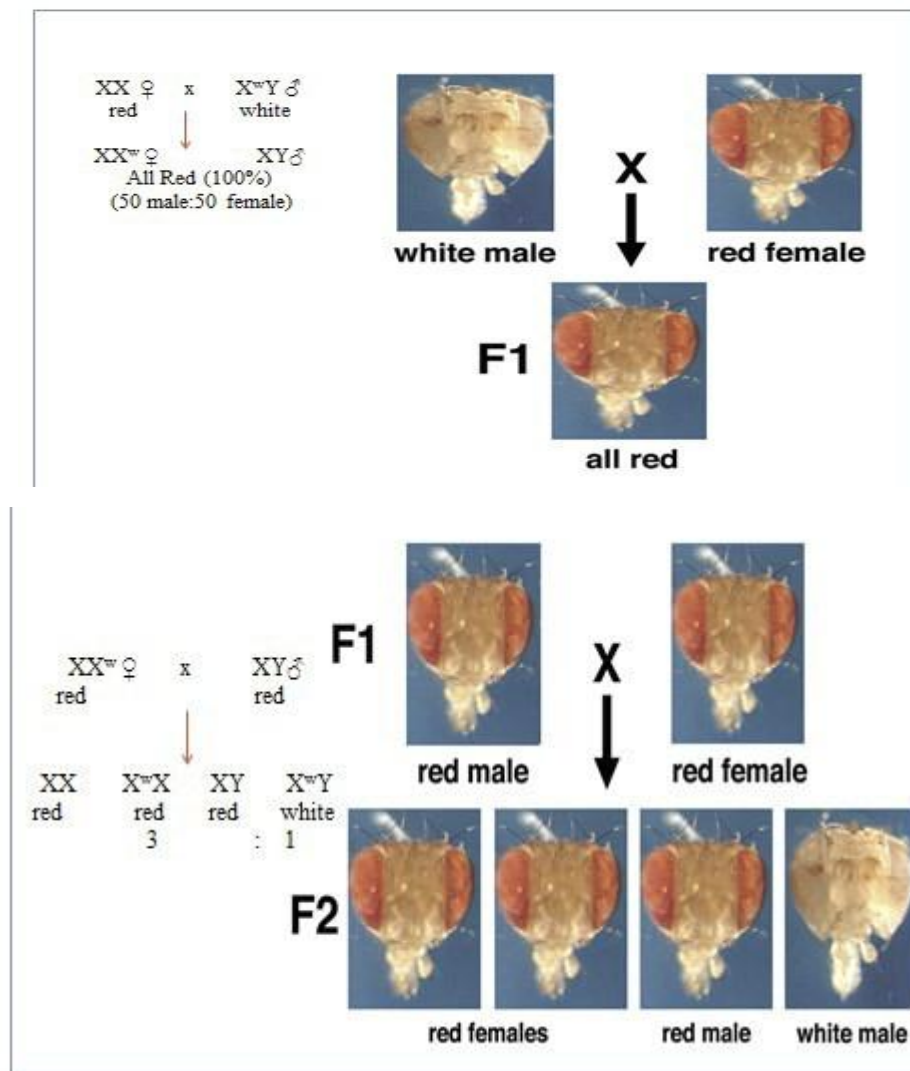 XX ♀ x XʷY ♂
red white
XXʷ ♀ XY♂
All Red (100%)
(50 male:50 female)
X
white male red female
F1
all red
F1
X
XXʷ ♀ x XY♂
red red
red male red female
XX XʷX XY XʷY
red red red white
3 : 1
F2
red females red male white male